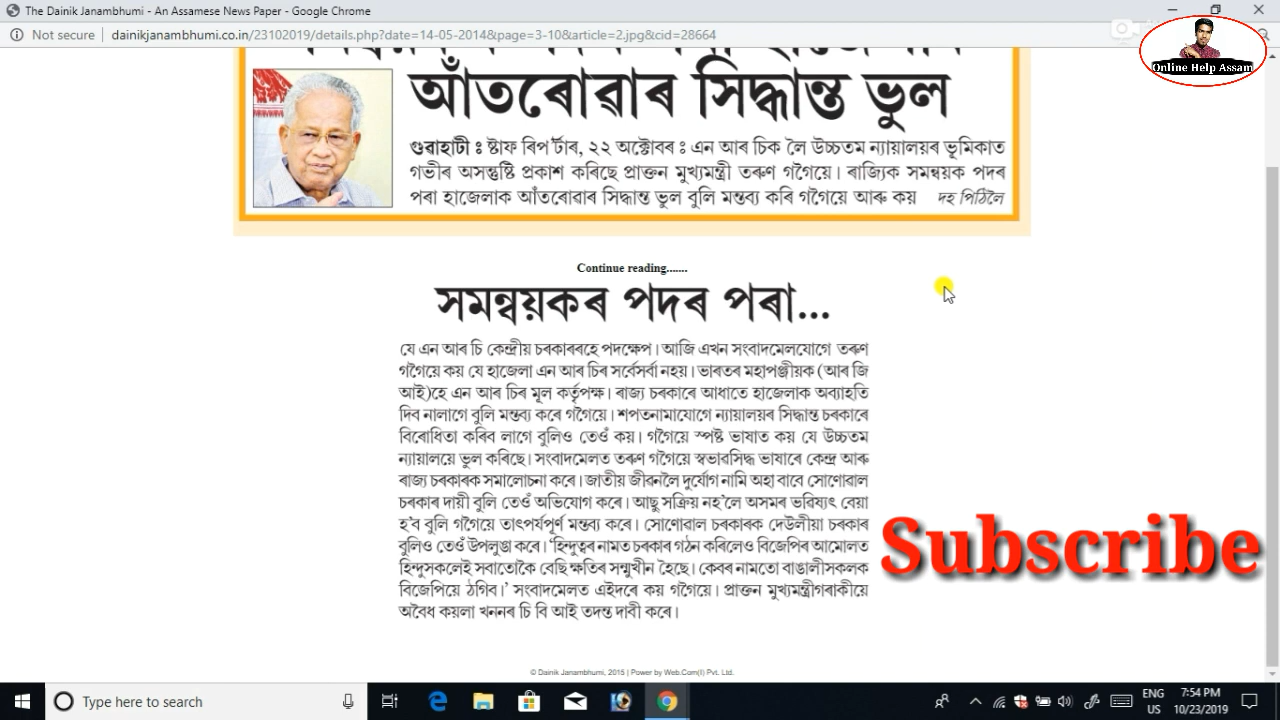 The Dainik Janambhumi - An Assamese News Paper - Google Chrome
Not secure | dainikjanambhumi.co.in/23102019/details.php?date=14-05-2014&page=3-10&article=2.jpg&cid=28664
Online Help Assam
আঁতৰোৱাৰ সিদ্ধান্ত ভুল
গুৱাহাটী ঃ ষ্টাফ ৰিপ'ৰ্টাৰ, ২২ অক্টোবৰ ঃ এন আৰ চিক লৈ উচ্চতম ন্যায়ালয়ৰ ভূমিকাত
গভীৰ অসন্তুষ্টি প্ৰকাশ কৰিছে প্ৰাক্তন মুখ্যমন্ত্ৰী তৰুণ গগৈয়ে। ৰাজ্যিক সমন্বয়ক পদৰ
পৰা হাজেলাক আঁতৰোৱাৰ সিদ্ধান্ত ভুল বুলি মন্তব্য কৰি গগৈয়ে আৰু কয় দহ পিঠিলৈ
Continue reading.......
সমন্বয়কৰ পদৰ পৰা...
যে এন আৰ চি কেন্দ্ৰীয় চৰকাৰৰহে পদক্ষেপ। আজি এখন সংবাদমেলযোগে তৰুণ
গগৈয়ে কয় যে হাজেলা এন আৰ চিৰ সৰ্বেসৰ্বা নহয়। ভাৰতৰ মহাপঞ্জীয়ক (আৰ জি
আই)হে এন আৰ চিৰ মূল কৰ্তৃপক্ষ। ৰাজ্য চৰকাৰে আধাতে হাজেলাক অব্যাহতি
দিব নালাগে বুলি মন্তব্য কৰে গগৈয়ে। শপতনামাযোগে ন্যায়ালয়ৰ সিদ্ধান্ত চৰকাৰে
বিৰোধিতা কৰিব লাগে বুলিও তেওঁ কয়। গগৈয়ে স্পষ্ট ভাষাত কয় যে উচ্চতম
ন্যায়ালয়ে ভুল কৰিছে। সংবাদমেলত তৰুণ গগৈয়ে স্বভাৱসিদ্ধ ভাষাৰে কেন্দ্ৰ আৰু
ৰাজ্য চৰকাৰক সমালোচনা কৰে। জাতীয় জীৱনলৈ দুৰ্যোগ নামি অহা বাবে সোণোৱাল
চৰকাৰ দায়ী বুলি তেওঁ অভিযোগ কৰে। আছু সক্ৰিয় নহ'লে অসমৰ ভৱিষ্যৎ বেয়া
হ'ব বুলি গগৈয়ে তাৎপৰ্যপূৰ্ণ মন্তব্য কৰে। সোণোৱাল চৰকাৰক দেউলীয়া চৰকাৰ
বুলিও তেওঁ উপলুঙা কৰে। 'হিন্দুত্বৰ নামত চৰকাৰ গঠন কৰিলেও বিজেপিৰ আমোলত
হিন্দুসকলেই সবাতোকৈ বেছি ক্ষতিৰ সন্মুখীন হৈছে। কেবৰ নামতো বাঙালীসকলক
বিজেপিয়ে ঠগিব।' সংবাদমেলত এইদৰে কয় গগৈয়ে। প্ৰাক্তন মুখ্যমন্ত্ৰীগৰাকীয়ে
অবৈধ কয়লা খননৰ চি বি আই তদন্ত দাবী কৰে।
Subscribe
© Dainik Janambhumi, 2015 | Power by Web.Com(I) Pvt. Ltd.
Type here to search
ENG
US
7:54 PM
10/23/2019